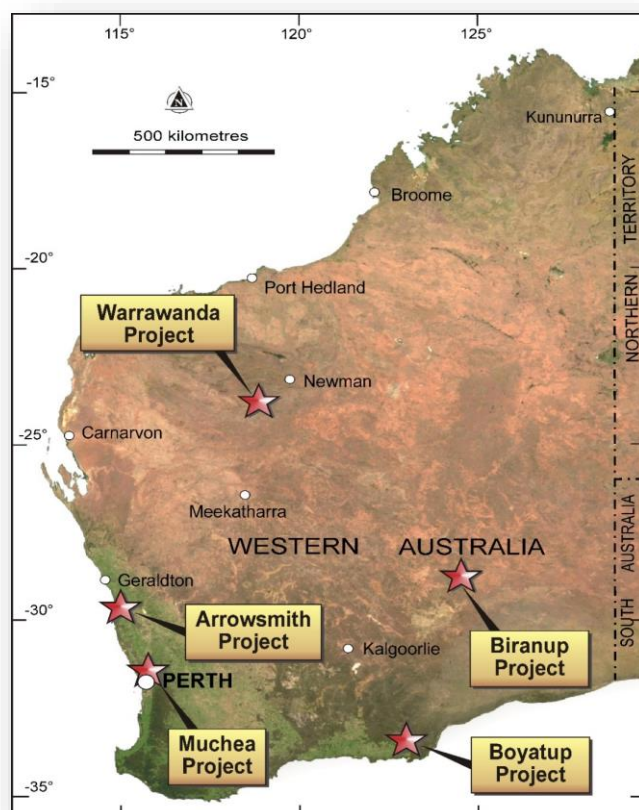 115°
120°
125°
-15°
N
500 kilometres
Kununurra
Broome
NORTHERN TERRITORY
-20°
Port Hedland
Warrawanda
Project
Newman
Carnarvon
-25°
Meekatharra
WESTERN AUSTRALIA
SOUTH AUSTRALIA
Geraldton
-30°
Arrowsmith
Project
Kalgoorlie
Biranup
Project
PERTH
Muchea
Project
Boyatup
Project
-35°